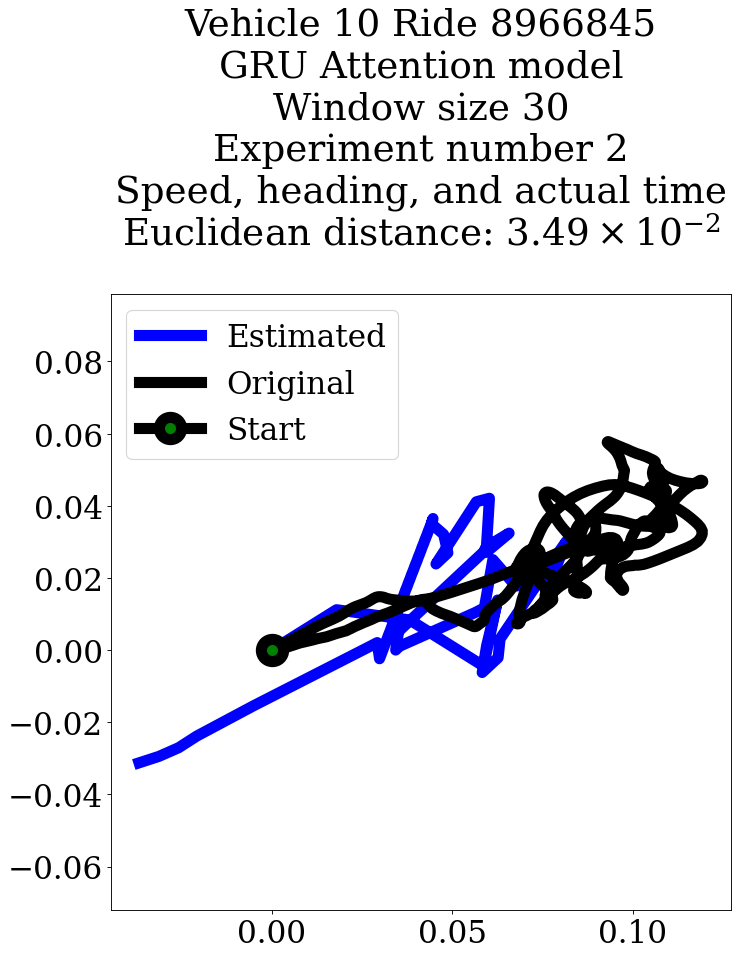 Vehicle 10 Ride 8966845
GRU Attention model
Window size 30
Experiment number 2
Speed, heading, and actual time
Euclidean distance: 3.49 × 10⁻²
Estimated
Original
Start
0.08
0.06
0.04
0.02
0.00
−0.02
−0.04
−0.06
0.00 0.05 0.10